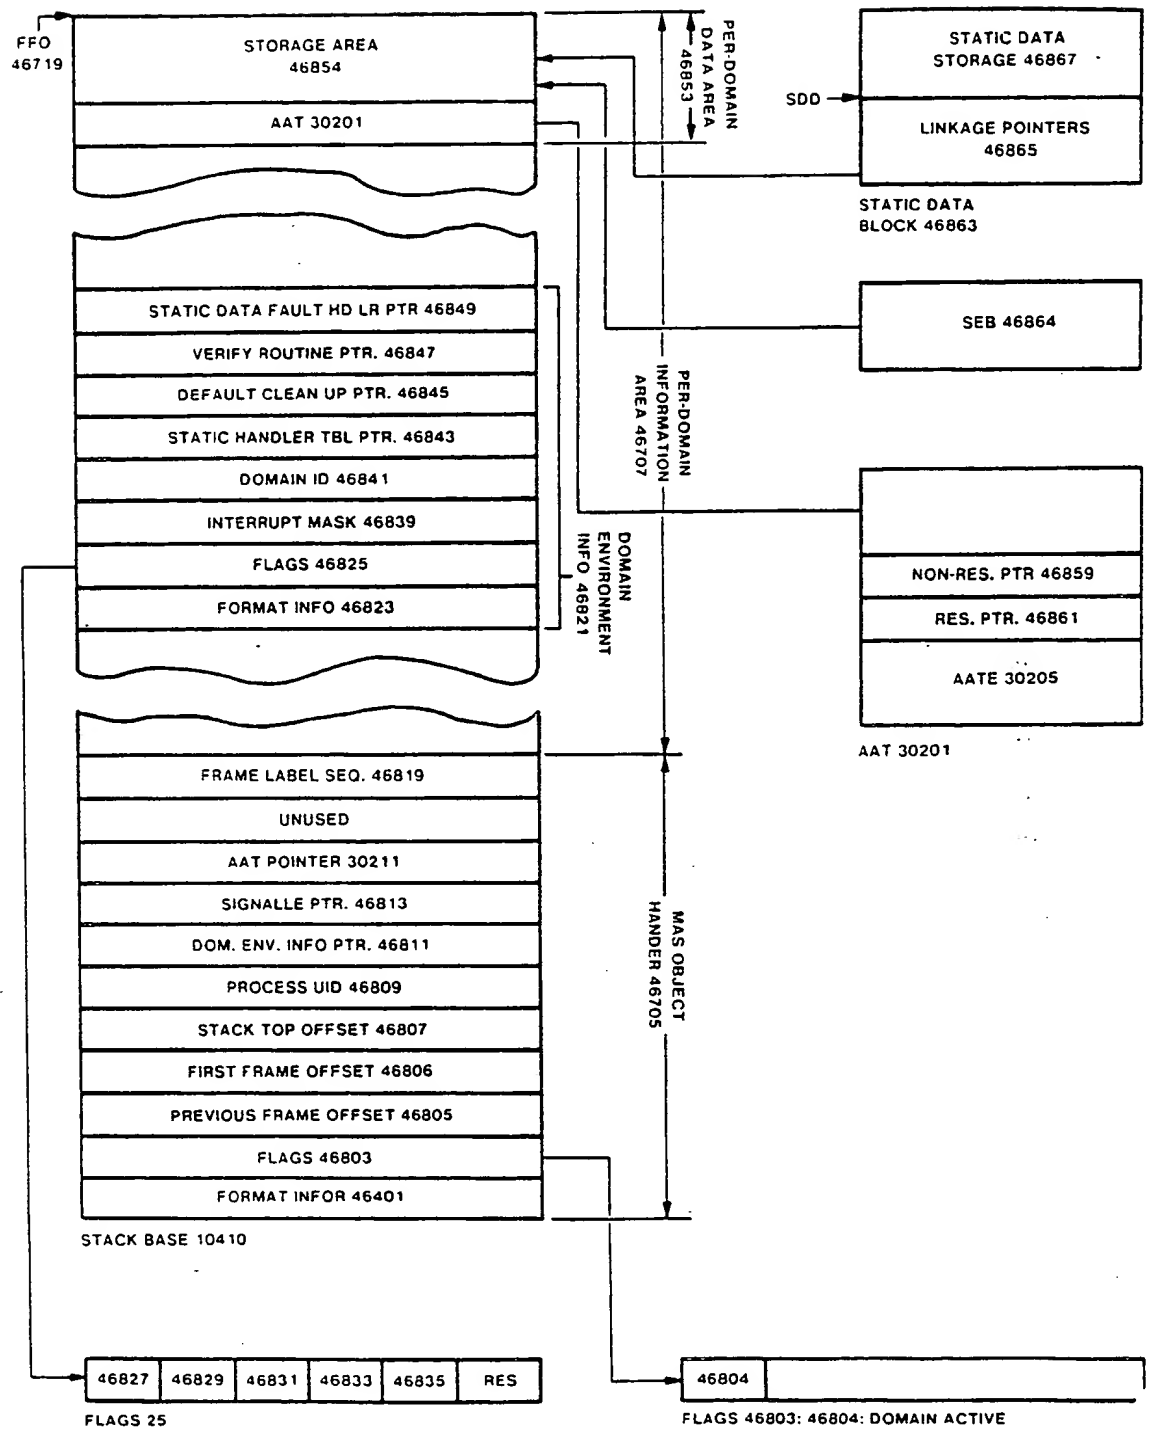 FFO
46719
STORAGE AREA
46854
AAT 30201
PER-DOMAIN
DATA AREA
46853
STATIC DATA
STORAGE 46867
SDD
LINKAGE POINTERS
46865
STATIC DATA
BLOCK 46863
STATIC DATA FAULT HD LR PTR 46849
VERIFY ROUTINE PTR. 46847
DEFAULT CLEAN UP PTR. 46845
STATIC HANDLER TBL PTR. 46843
DOMAIN ID 46841
INTERRUPT MASK 46839
FLAGS 46825
FORMAT INFO 46823
DOMAIN
ENVIRONMENT
INFO 46821
PER-DOMAIN
INFORMATION
AREA 46707
SEB 46864
NON-RES. PTR 46859
RES. PTR. 46861
AATE 30205
AAT 30201
FRAME LABEL SEQ. 46819
UNUSED
AAT POINTER 30211
SIGNALLE PTR. 46813
DOM. ENV. INFO PTR. 46811
PROCESS UID 46809
STACK TOP OFFSET 46807
FIRST FRAME OFFSET 46806
PREVIOUS FRAME OFFSET 46805
FLAGS 46803
FORMAT INFOR 46401
MAS OBJECT
HANDER 46705
STACK BASE 10410
46827 46829 46831 46833 46835 RES
FLAGS 25
46804
FLAGS 46803: 46804: DOMAIN ACTIVE